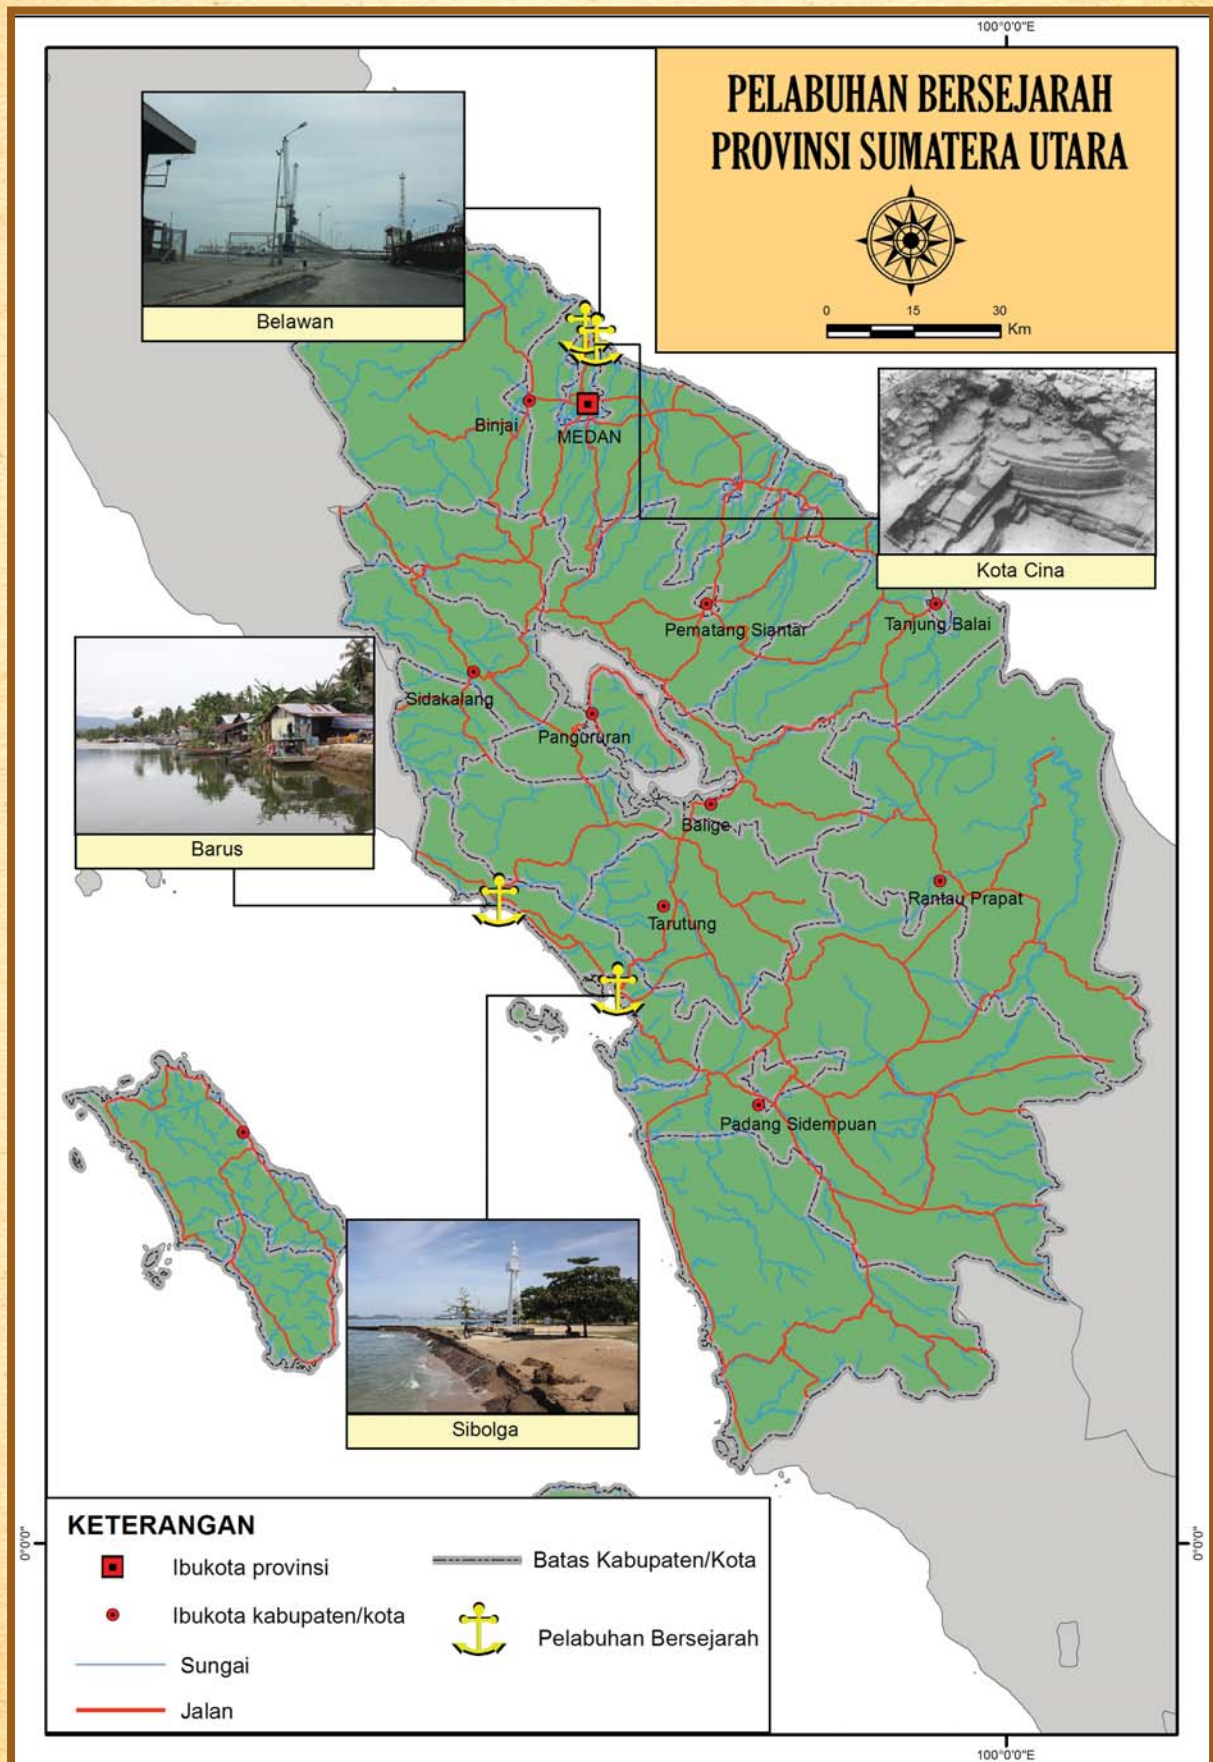 100°0'0"E
PELABUHAN BERSEJARAH
PROVINSI SUMATERA UTARA
0 15 30
Km
Belawan
Binjai
MEDAN
Kota Cina
Pematang Siantar
Tanjung Balai
Sidakalang
Pangururan
Barus
Balige
Rantau Prapat
Tarutung
Padang Sidempuan
Sibolga
KETERANGAN
Ibukota provinsi
Ibukota kabupaten/kota
Sungai
Jalan
Batas Kabupaten/Kota
Pelabuhan Bersejarah
0°0'0"
0°0'0"
100°0'0"E